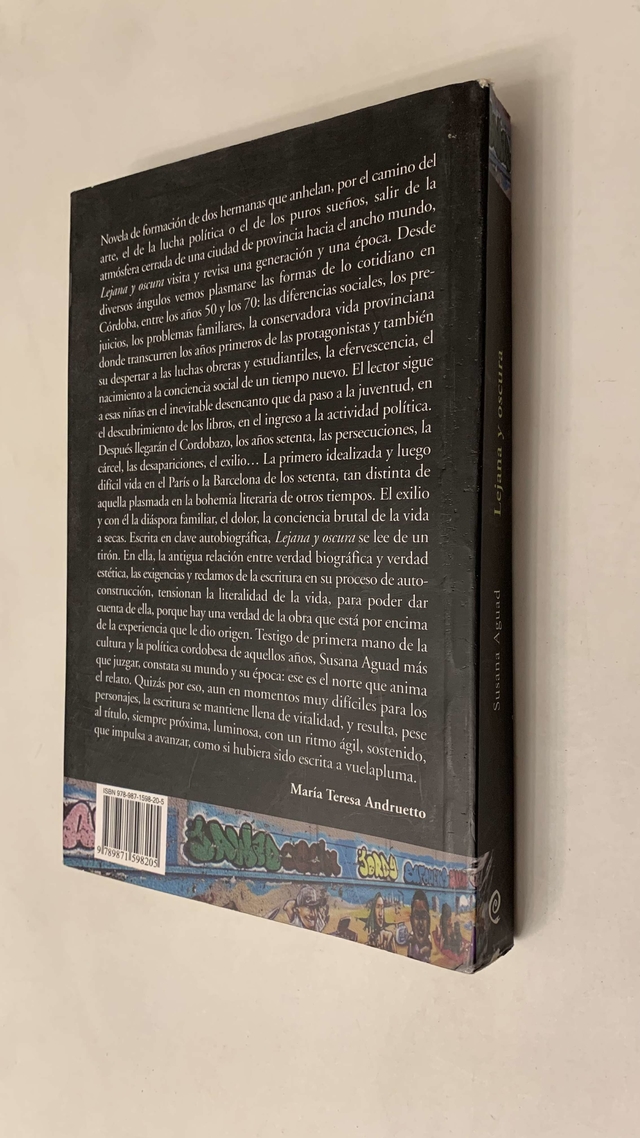 Novela de formación de dos hermanas que anhelan, por el camino del
arte, el de la lucha política o el de los puros sueños, salir de la
atmósfera cerrada de una ciudad de provincia hacia el ancho mundo,
Lejana y oscura visita y revisa una generación y una época. Desde
diversos ángulos vemos plasmarse las formas de lo cotidiano en
Córdoba, entre los años 50 y los 70: las diferencias sociales, los pre-
juicios, los problemas familiares, la conservadora vida provinciana
donde transcurren los años primeros de las protagonistas y también
su despertar a las luchas obreras y estudiantiles, la efervescencia, el
nacimiento a la conciencia social de un tiempo nuevo. El lector sigue
a esas niñas en el inevitable desencanto que da paso a la juventud, en
el descubrimiento de los libros, en el ingreso a la actividad política.
Después llegarán el Cordobazo, los años setenta, las persecuciones, la
cárcel, las desapariciones, el exilio… La primero idealizada y luego
difícil vida en el París o la Barcelona de los setenta, tan distinta de
aquella plasmada en la bohemia literaria de otros tiempos. El exilio
y con él la diáspora familiar, el dolor, la conciencia brutal de la vida
a secas. Escrita en clave autobiográfica, Lejana y oscura se lee de un
tirón. En ella, la antigua relación entre verdad biográfica y verdad
estética, las exigencias y reclamos de la escritura en su proceso de auto-
construcción, tensionan la literalidad de la vida, para poder dar
cuenta de ella, porque hay una verdad de la obra que está por encima
de la experiencia que le dio origen. Testigo de primera mano de la
cultura y la política cordobesa de aquellos años, Susana Aguad más
que juzgar, constata su mundo y su época: ese es el norte que anima
el relato. Quizás por eso, aun en momentos muy difíciles para los
personajes, la escritura se mantiene llena de vitalidad, y resulta, pese
al título, siempre próxima, luminosa, con un ritmo ágil, sostenido,
que impulsa a avanzar, como si hubiera sido escrita a vuelapluma.
María Teresa Andruetto
ISBN 978-987-1598-20-5
9789871598205
JORDY
Susana Aguad Lejana y oscura